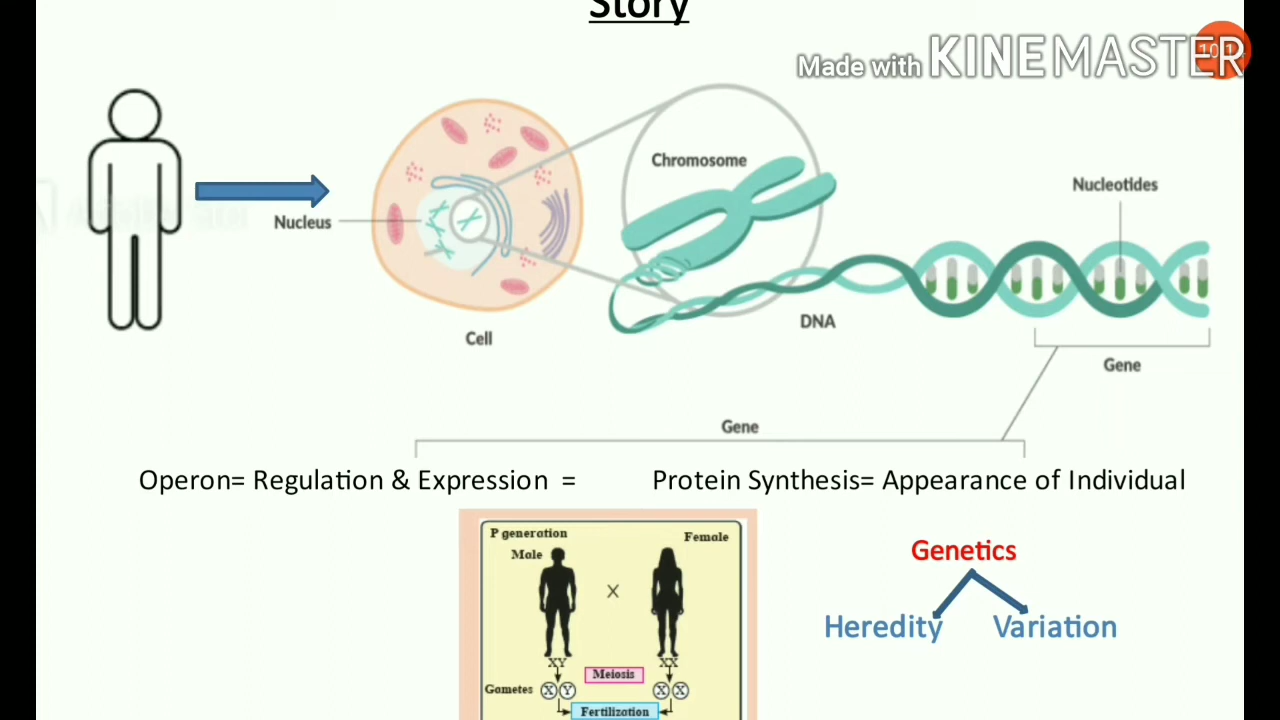 Story
Made with KINEMASTER
Chromosome
Nucleotides
Nucleus
DNA
Cell
Gene
Gene
Operon= Regulation & Expression =
Protein Synthesis= Appearance of Individual
P generation
Female
Male
X
XY
XX
Meiosis
Gametes X Y X X
Fertilization
Genetics
Heredity Variation